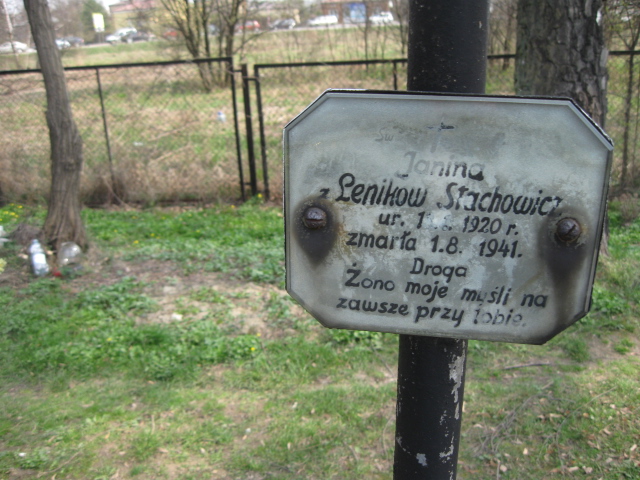 Janina
z Lenikow Stachowicz
ur. 1920 r.
zmarła 1.8. 1941.
Droga
Żono moje myśli na
zawsze przy tobie.